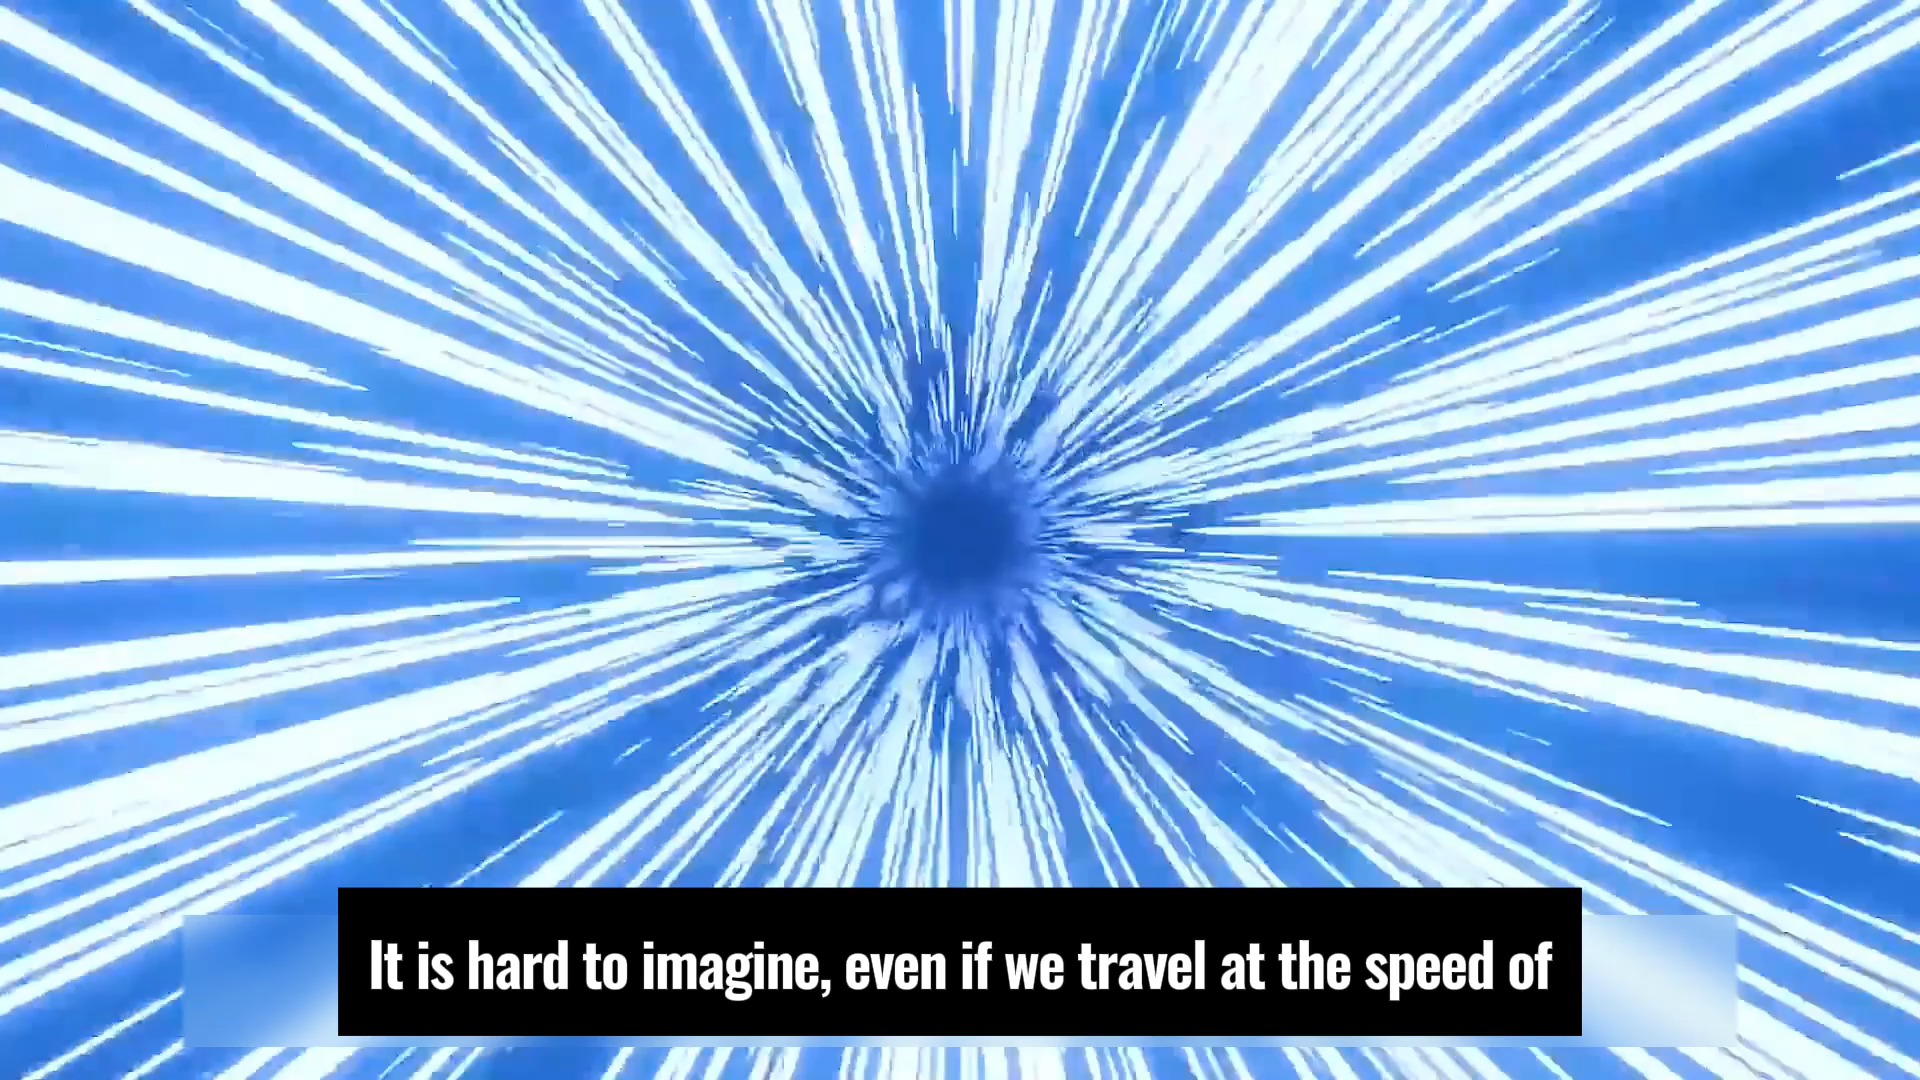 It is hard to imagine, even if we travel at the speed of